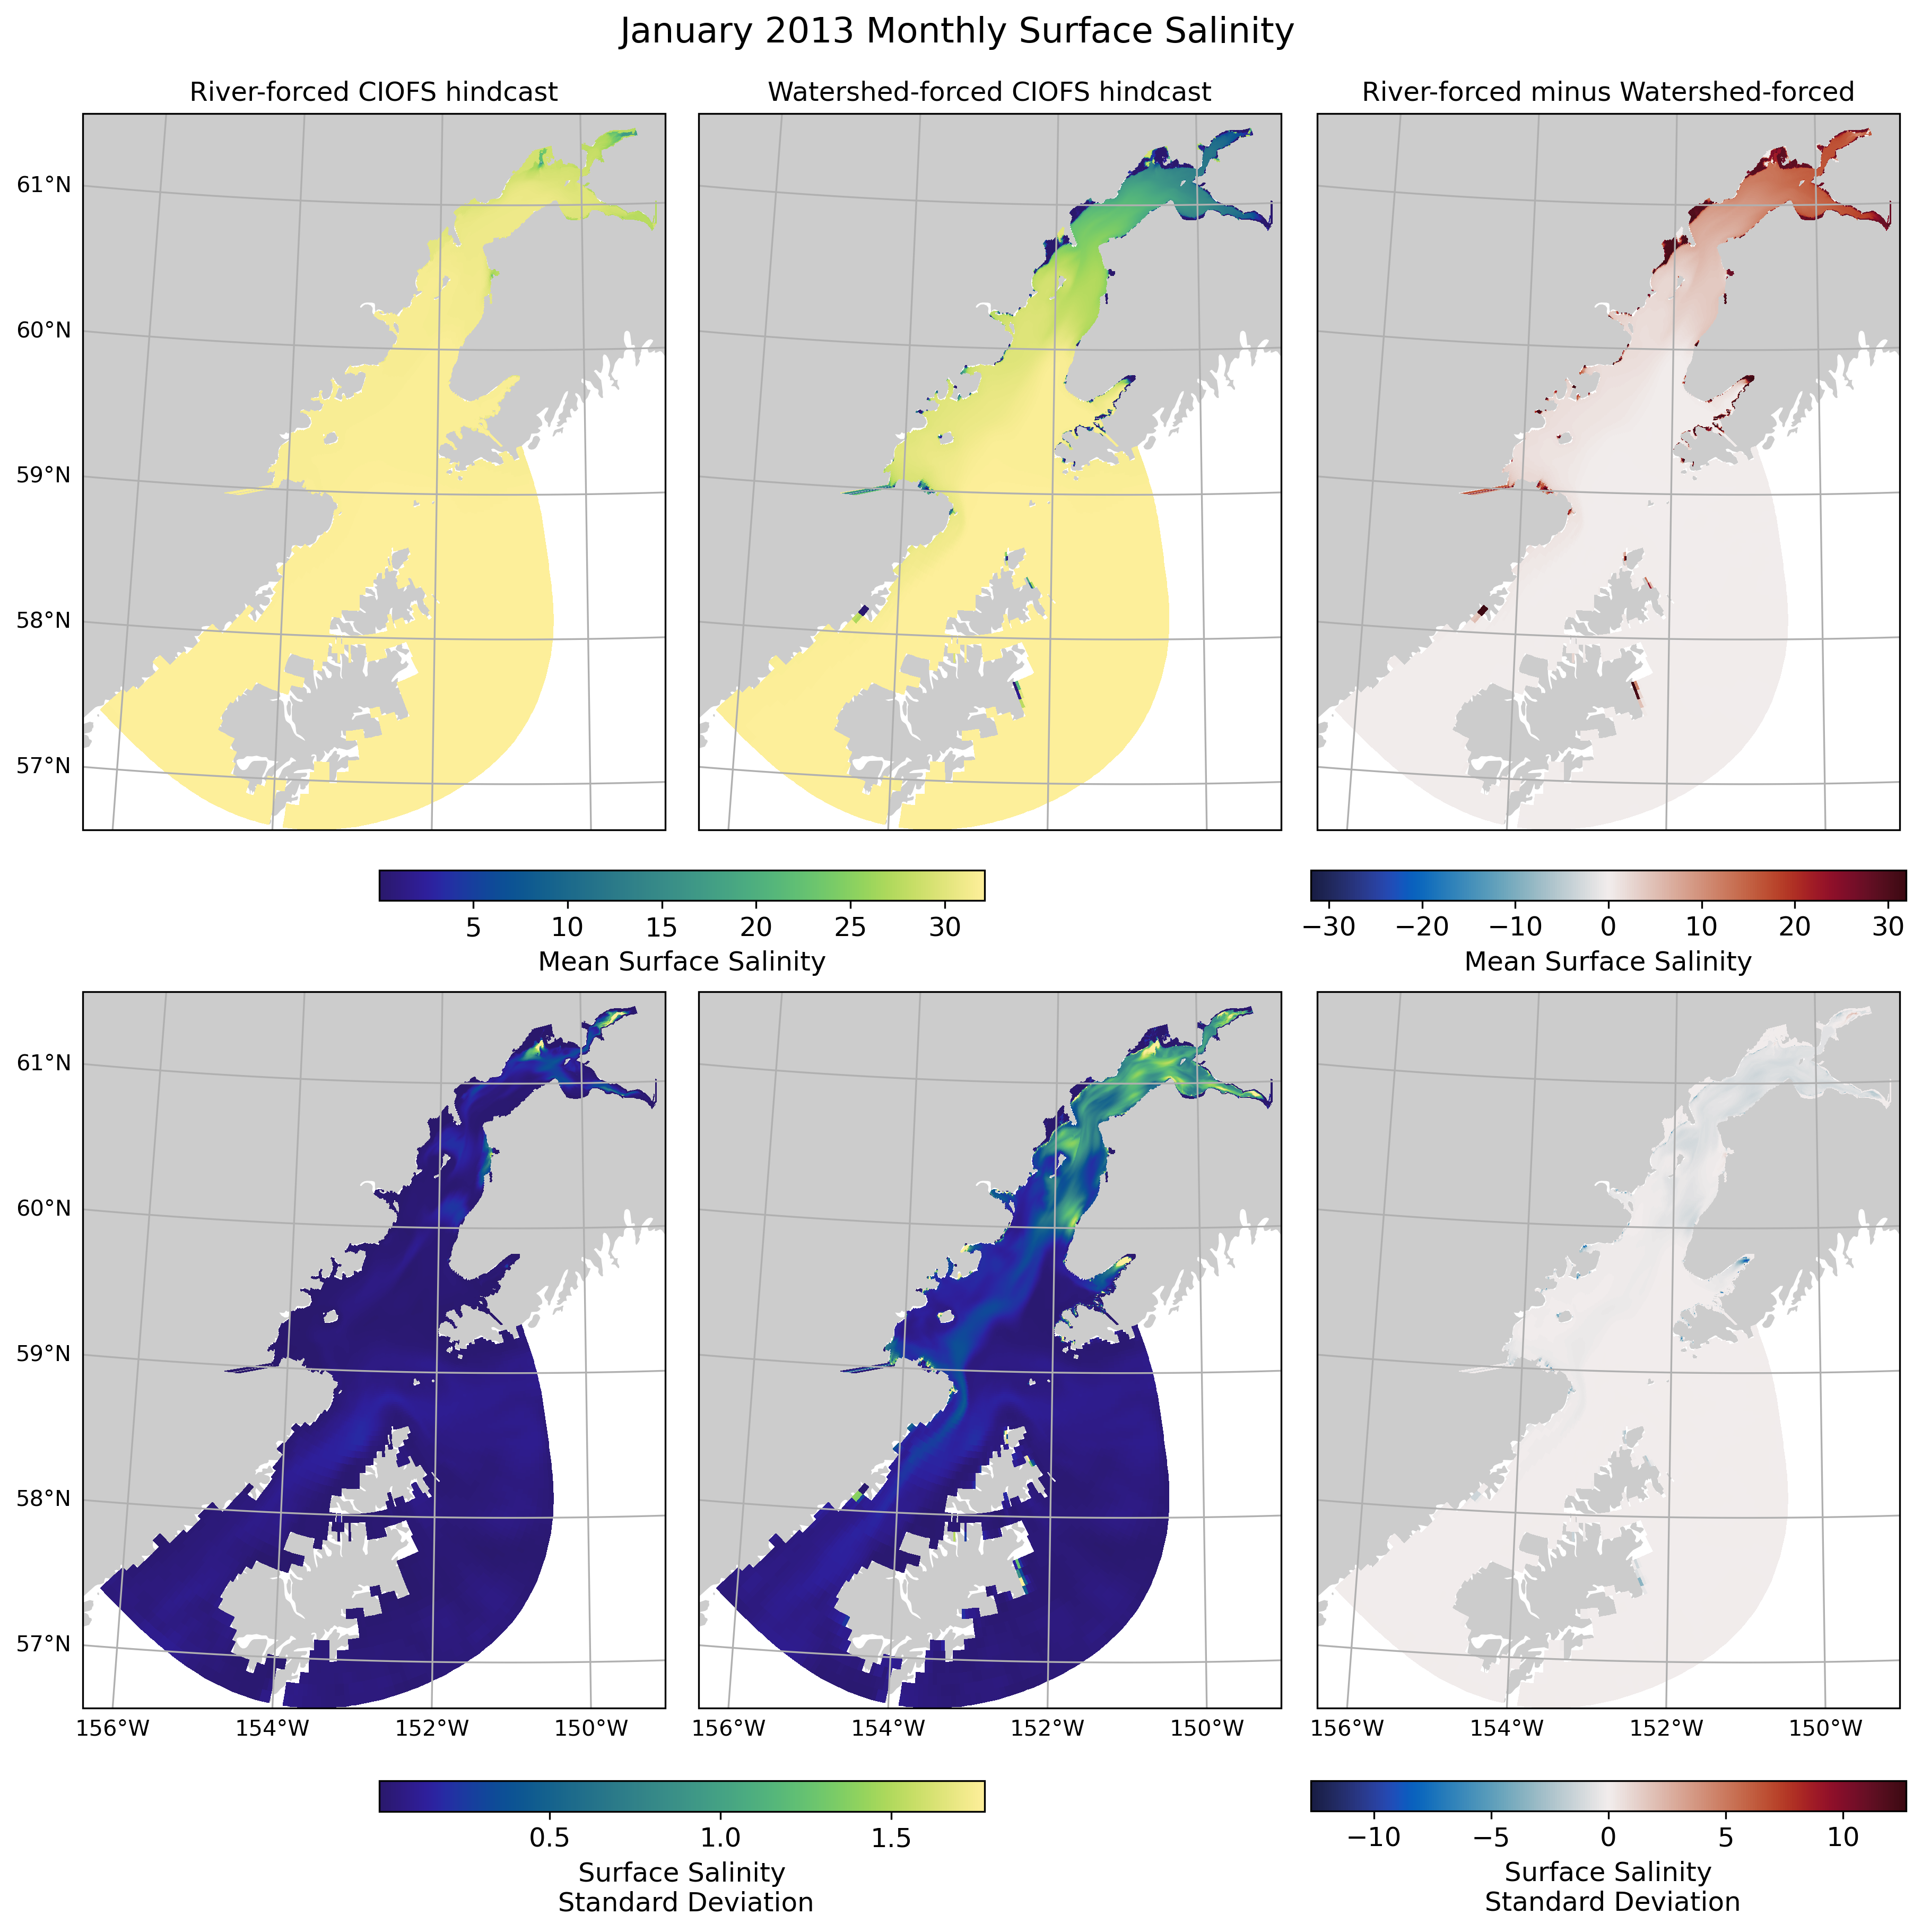 January 2013 Monthly Surface Salinity
River-forced CIOFS hindcast
Watershed-forced CIOFS hindcast
River-forced minus Watershed-forced
61°N
60°N
59°N
58°N
57°N
5 10 15 20 25 30
Mean Surface Salinity
−30 −20 −10 0 10 20 30
Mean Surface Salinity
61°N
60°N
59°N
58°N
57°N
156°W 154°W 152°W 150°W
156°W 154°W 152°W 150°W
156°W 154°W 152°W 150°W
0.5 1.0 1.5
Surface Salinity
Standard Deviation
−10 −5 0 5 10
Surface Salinity
Standard Deviation